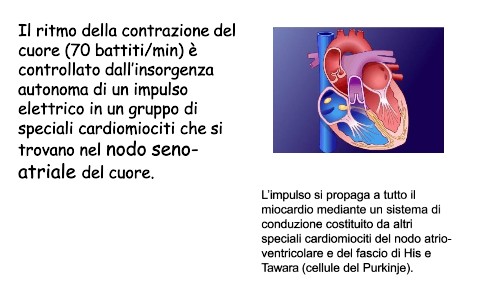 Il ritmo della contrazione del
cuore (70 battiti/min) è
controllato dall'insorgenza
autonoma di un impulso
elettrico in un gruppo di
speciali cardiomiociti che si
trovano nel nodo seno-
atriale del cuore.
L'impulso si propaga a tutto il
miocardio mediante un sistema di
conduzione costituito da altri
speciali cardiomiociti del nodo atrio-
ventricolare e del fascio di His e
Tawara (cellule del Purkinje).